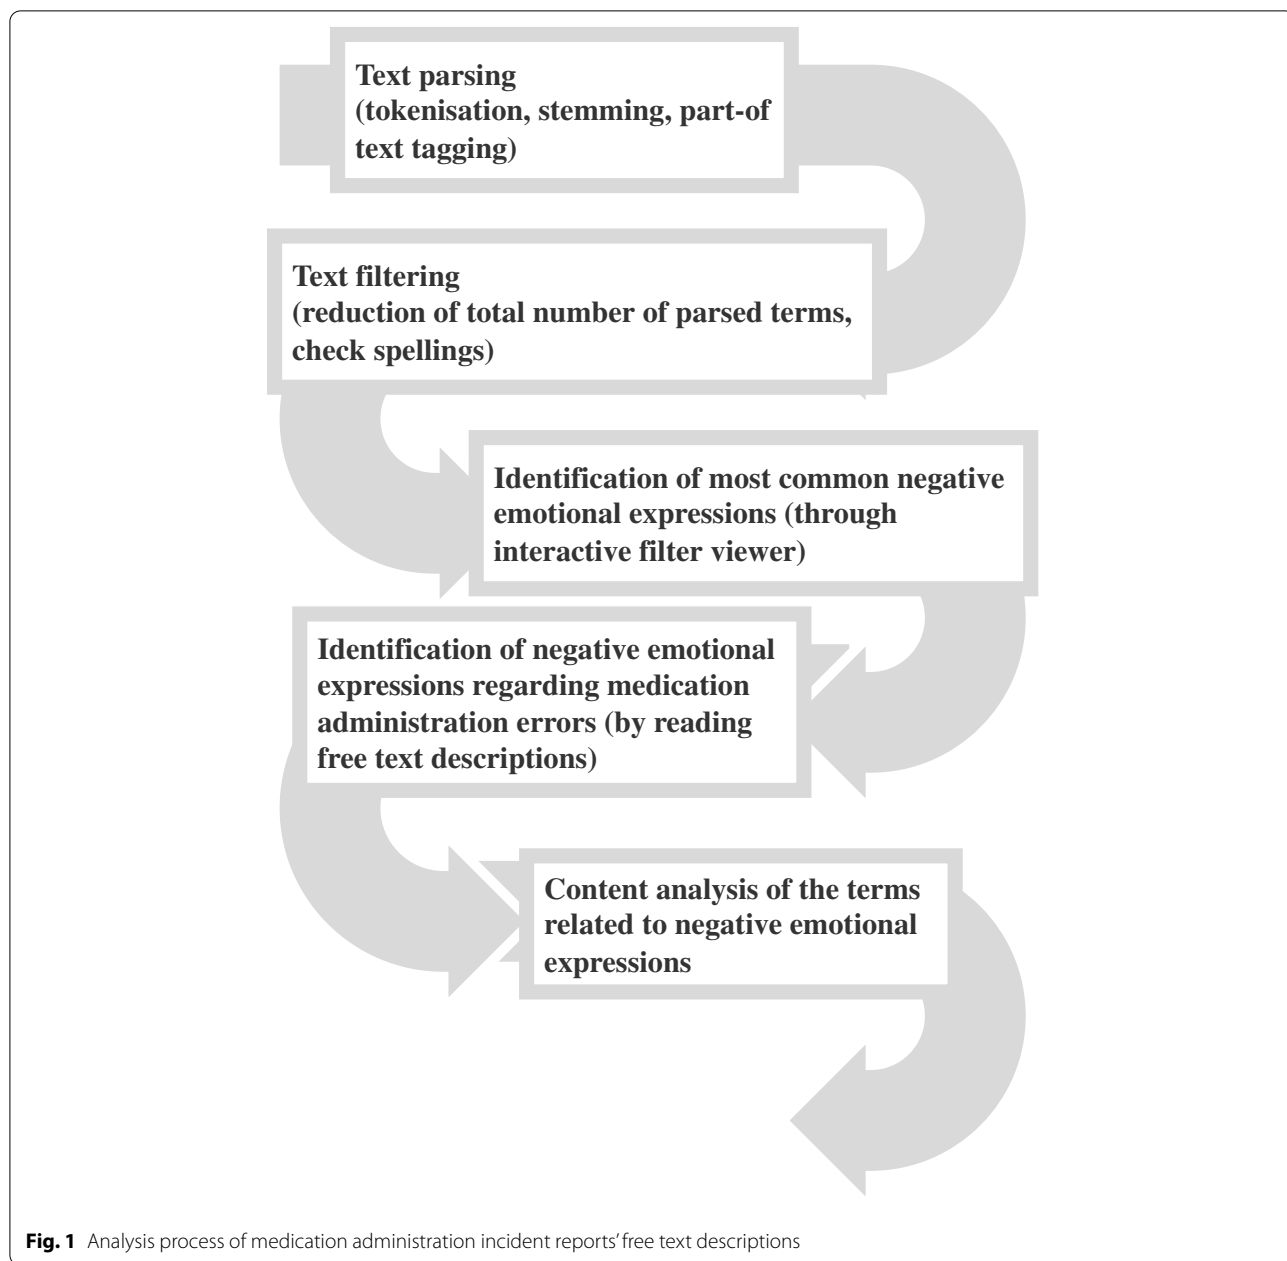 Text parsing
(tokenisation, stemming, part-of
text tagging)
Text filtering
(reduction of total number of parsed terms,
check spellings)
Identification of most common negative
emotional expressions (through
interactive filter viewer)
Identification of negative emotional
expressions regarding medication
administration errors (by reading
free text descriptions)
Content analysis of the terms
related to negative emotional
expressions
Fig. 1 Analysis process of medication administration incident reports’ free text descriptions